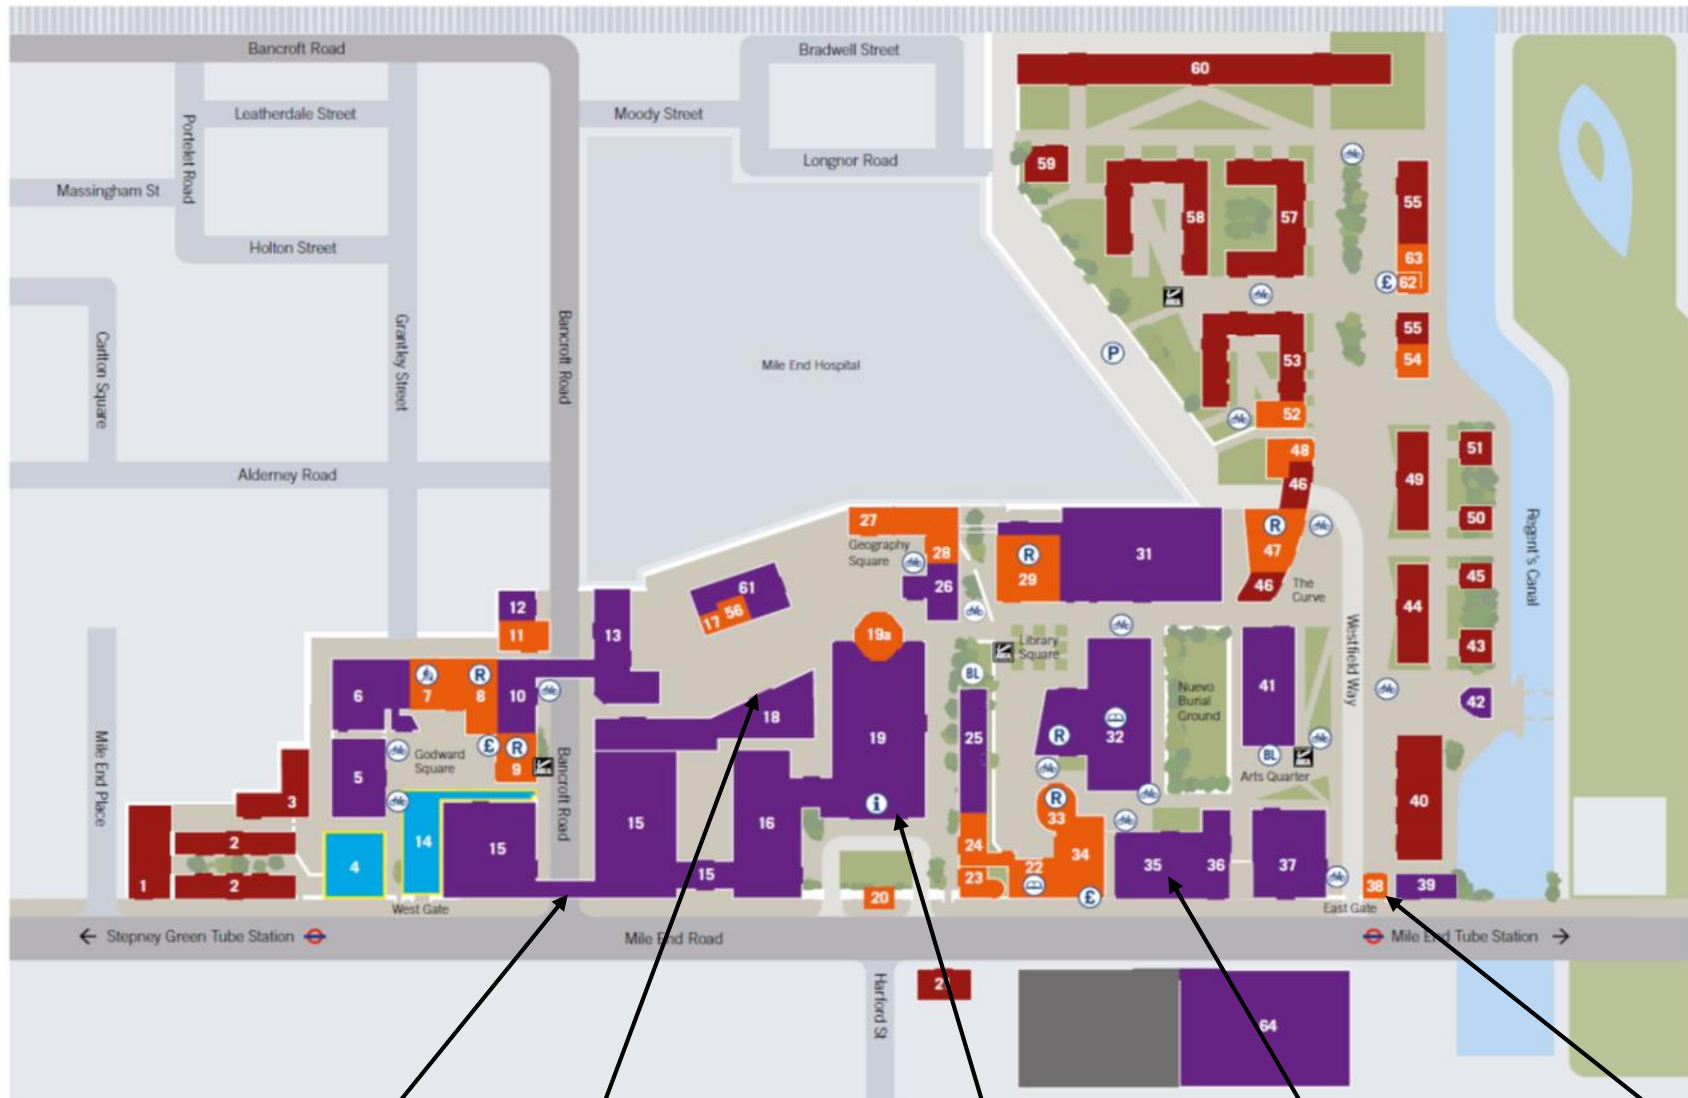 Bancroft Road
Bradwell Street
60
Leatherdale Street
Moody Street
Portelet Road
Longnor Road
59
Massingham St
55
58
57
Holton Street
63
£
62
Carlton Square
Grantley Street
Bancroft Road
55
Mile End Hospital
P
53
54
52
48
51
Alderney Road
46
49
27
R
50
Geography
Square
28
R
47
31
Regent's Canal
29
61
26
46
The
Curve
45
12
56
17
44
11
13
19a
Library
Square
43
Westfield Way
BL
7
R
8
6
10
Nuevo
Burial
Ground
41
42
18
32
R
19
25
Godward
Square
£
R
9
BL
5
Arts Quarter
Mile End Place
Bancroft Road
3
i
R
40
33
15
16
2
14
15
24
34
4
22
35
36
37
1
2
15
23
38
39
20
£
West Gate
East Gate
← Stepney Green Tube Station
Mile End Road
Mile End Tube Station →
Harford St
64